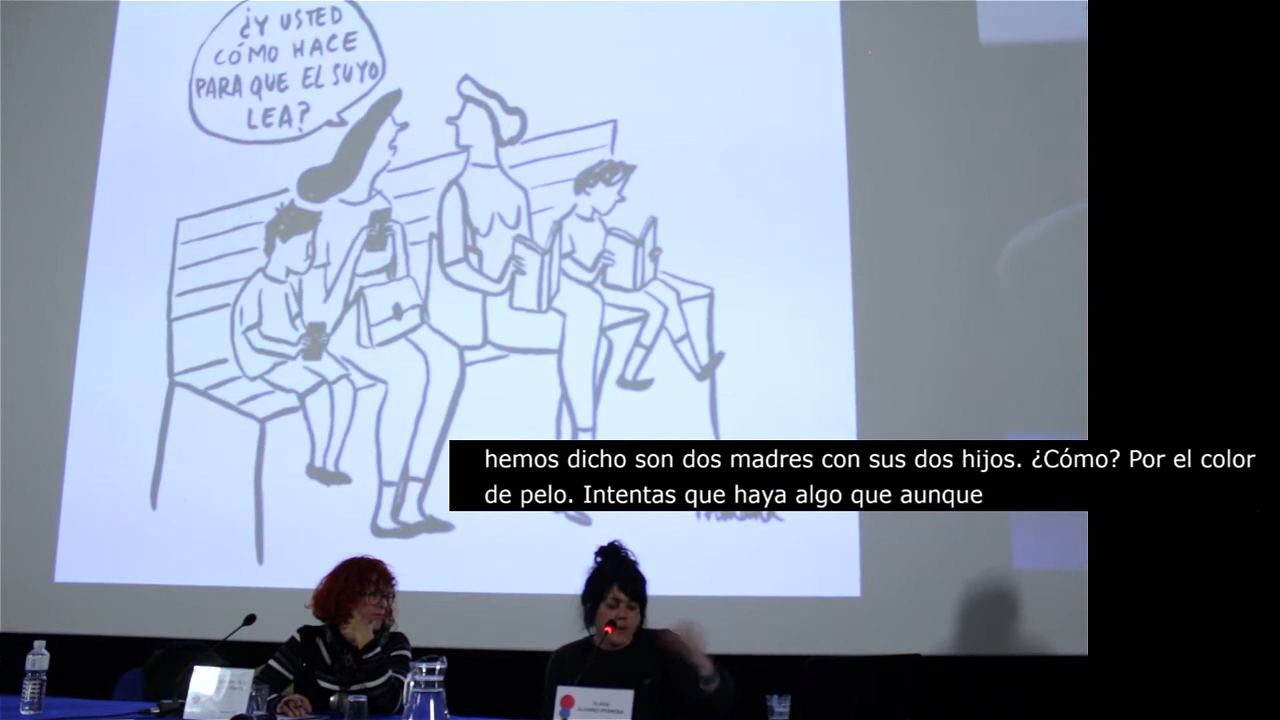 ¿Y USTED
CÓMO HACE
PARA QUE EL SUYO
LEA?
hemos dicho son dos madres con sus dos hijos. ¿Cómo? Por el color
de pelo. Intentas que haya algo que aunque